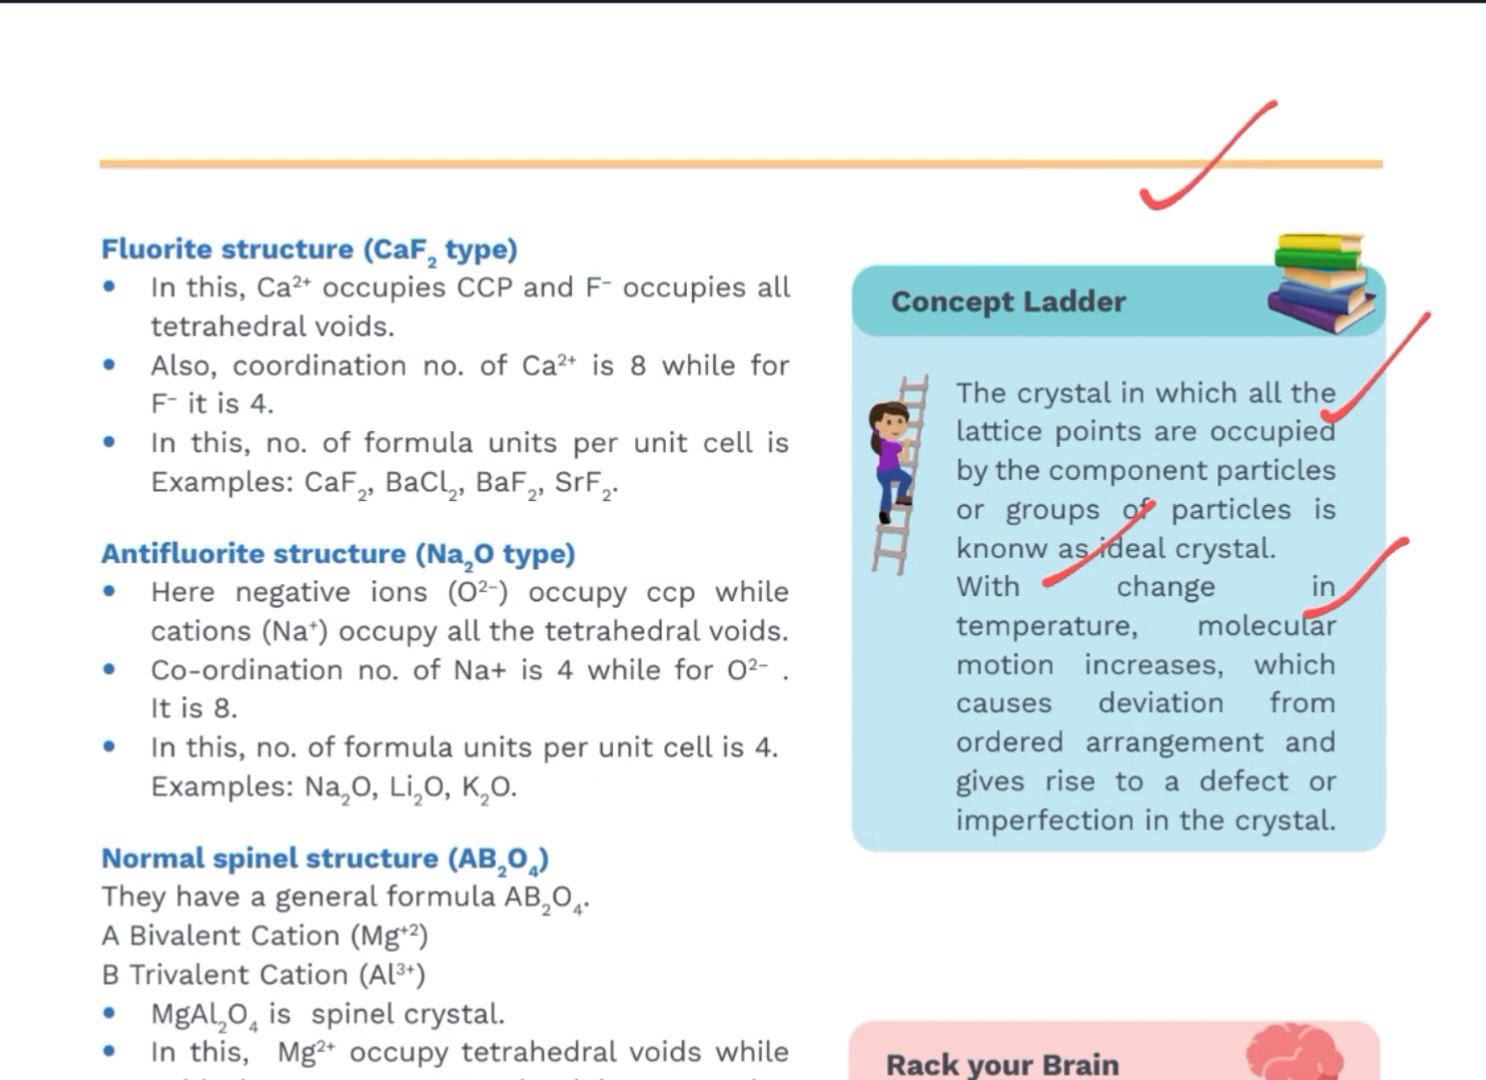 Fluorite structure (CaF₂ type)
• In this, Ca²⁺ occupies CCP and F⁻ occupies all
tetrahedral voids.
• Also, coordination no. of Ca²⁺ is 8 while for
F⁻ it is 4.
• In this, no. of formula units per unit cell is
Examples: CaF₂, BaCl₂, BaF₂, SrF₂.
Antifluorite structure (Na₂O type)
• Here negative ions (O²⁻) occupy ccp while
cations (Na⁺) occupy all the tetrahedral voids.
• Co-ordination no. of Na+ is 4 while for O²⁻ .
It is 8.
• In this, no. of formula units per unit cell is 4.
Examples: Na₂O, Li₂O, K₂O.
Normal spinel structure (AB₂O₄)
They have a general formula AB₂O₄.
A Bivalent Cation (Mg⁺²)
B Trivalent Cation (Al³⁺)
• MgAl₂O₄ is spinel crystal.
• In this, Mg²⁺ occupy tetrahedral voids while
Concept Ladder
The crystal in which all the
lattice points are occupied
by the component particles
or groups of particles is
knonw as ideal crystal.
With change in
temperature, molecular
motion increases, which
causes deviation from
ordered arrangement and
gives rise to a defect or
imperfection in the crystal.
Rack your Brain